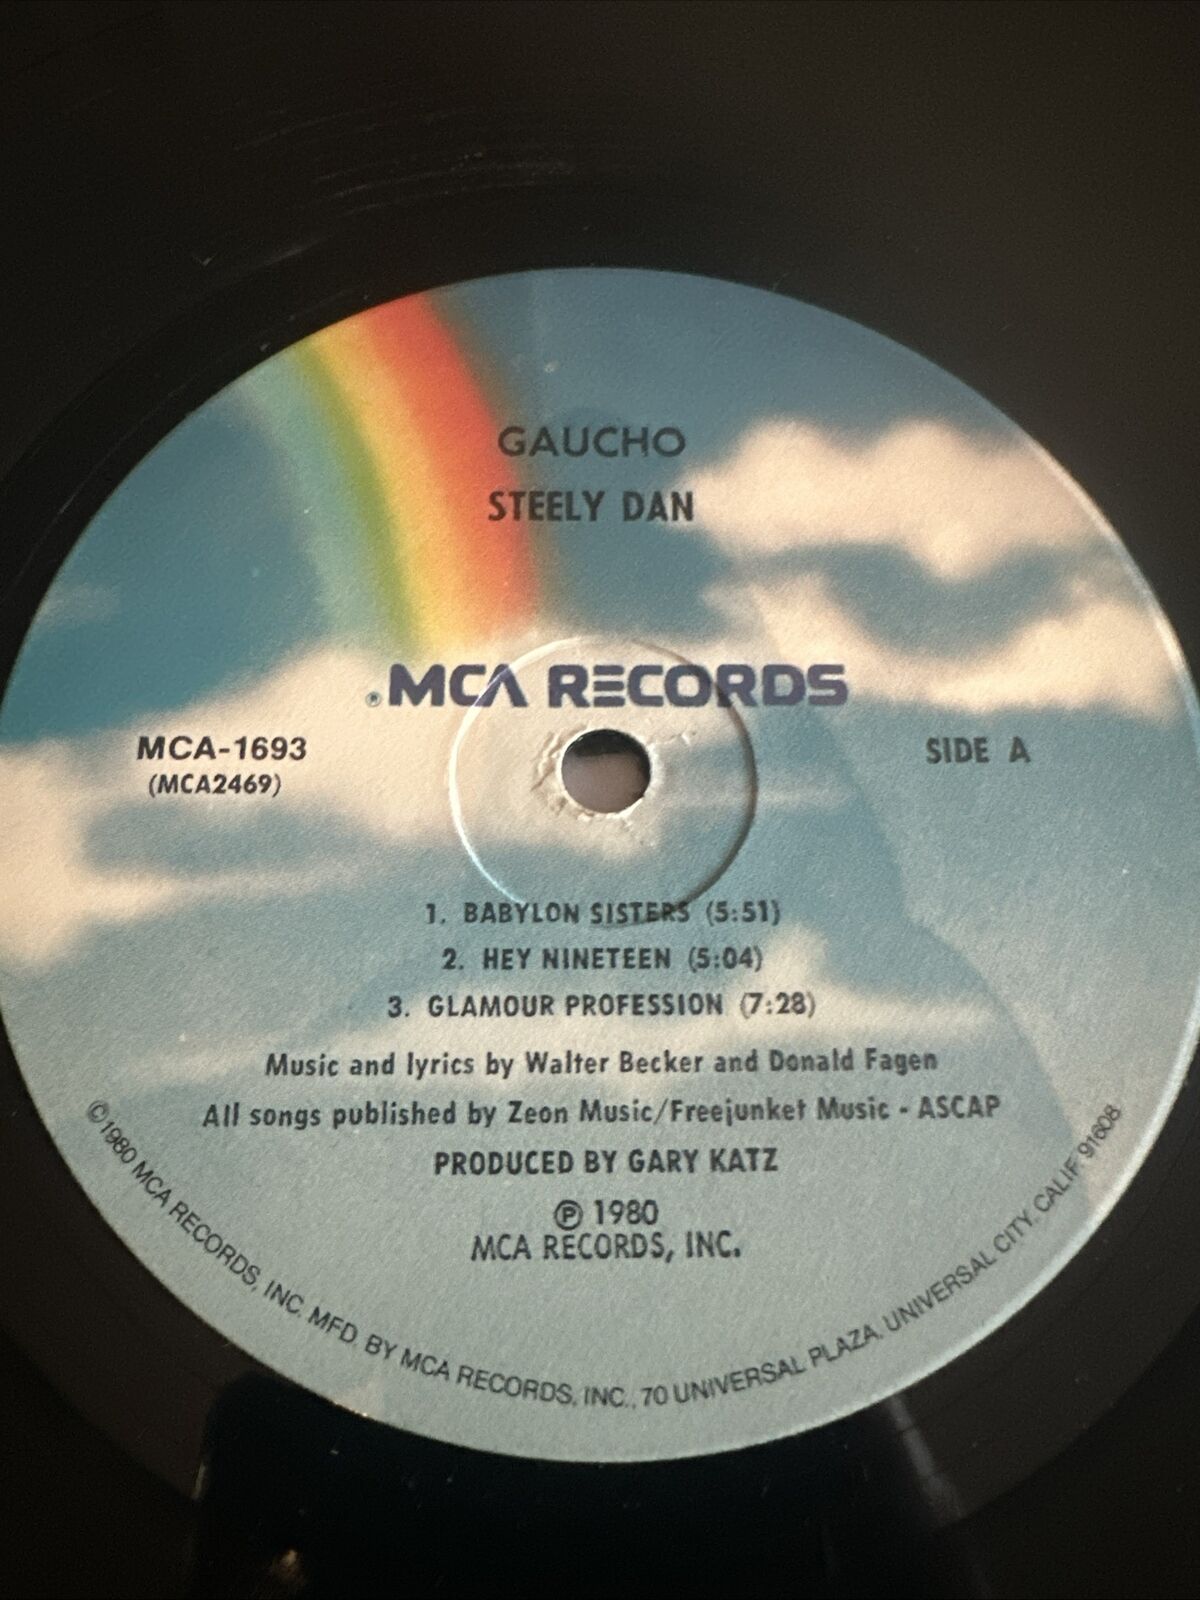 GAUCHO
STEELY DAN
® MCA RECORDS
MCA-1693
(MCA2469)
SIDE A
1. BABYLON SISTERS (5:51)
2. HEY NINETEEN (5:04)
3. GLAMOUR PROFESSION (7:28)
Music and lyrics by Walter Becker and Donald Fagen
All songs published by Zeon Music/Freejunket Music - ASCAP
PRODUCED BY GARY KATZ
℗ 1980
MCA RECORDS, INC.
©1980 MCA RECORDS, INC. MFD. BY MCA RECORDS, INC., 70 UNIVERSAL PLAZA, UNIVERSAL CITY, CALIF. 91608